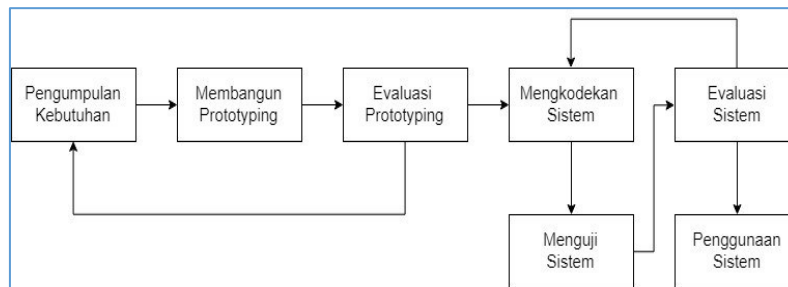 Pengumpulan
Kebutuhan
Membangun
Prototyping
Evaluasi
Prototyping
Mengkodekan
Sistem
Evaluasi
Sistem
Menguji
Sistem
Penggunaan
Sistem